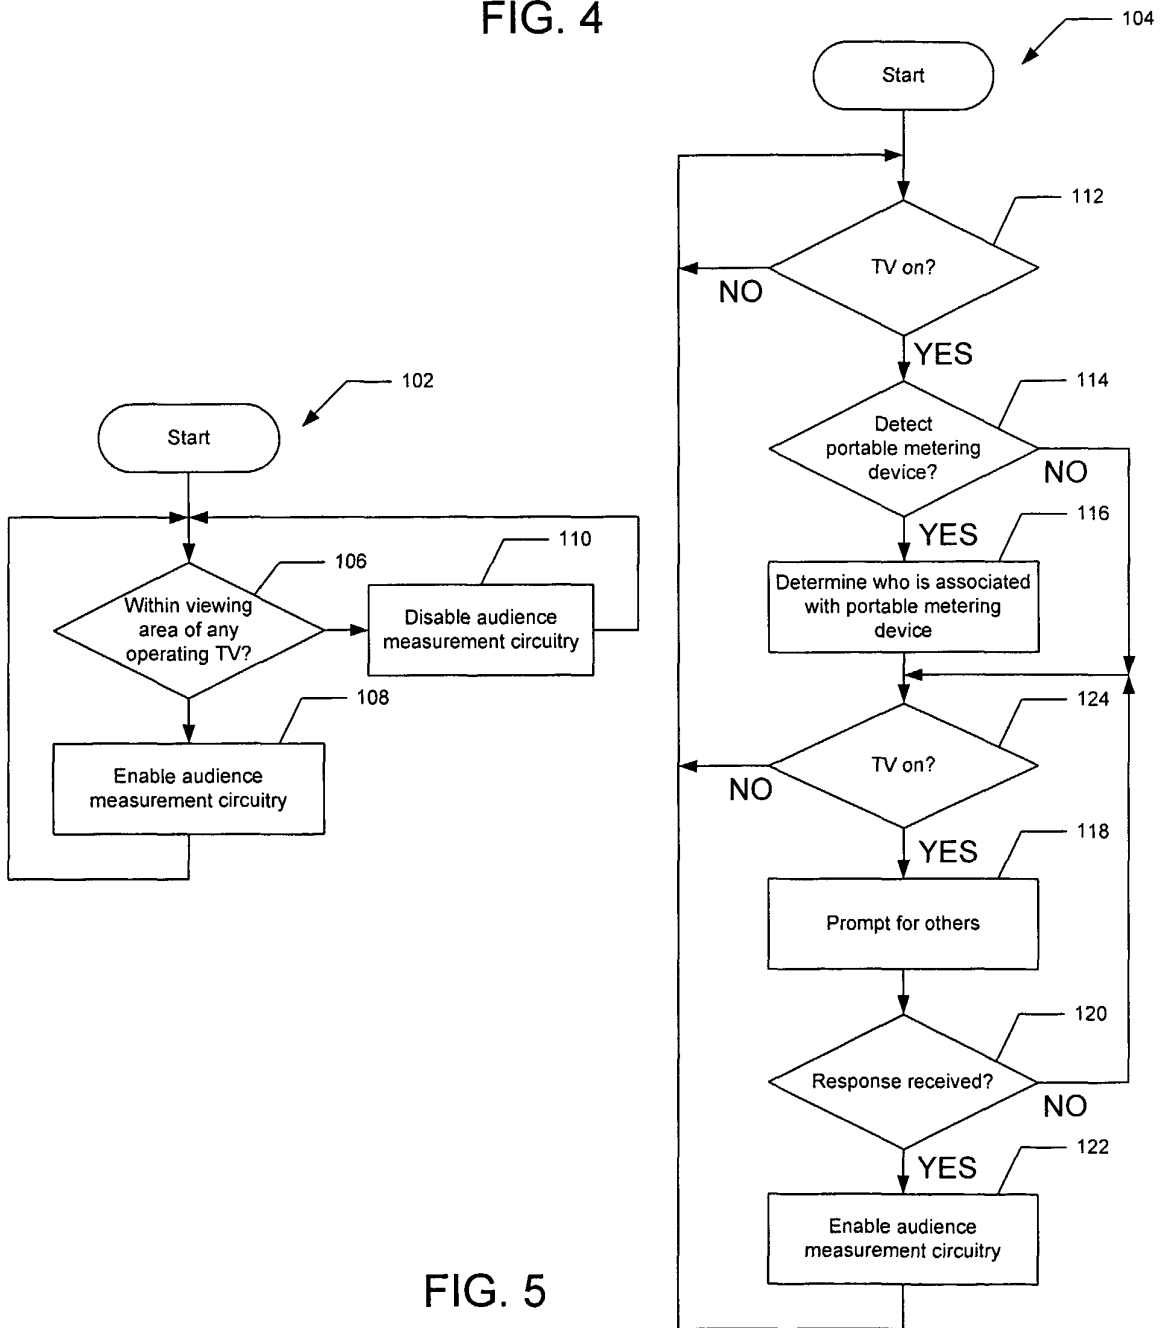 FIG. 4
102
Start
106
Within viewing
area of any
operating TV?
110
Disable audience
measurement circuitry
108
Enable audience
measurement circuitry
104
Start
112
TV on?
NO
YES
114
Detect
portable metering
device?
NO
YES
116
Determine who is associated
with portable metering
device
124
TV on?
NO
YES
118
Prompt for others
120
Response received?
NO
YES
122
Enable audience
measurement circuitry
FIG. 5